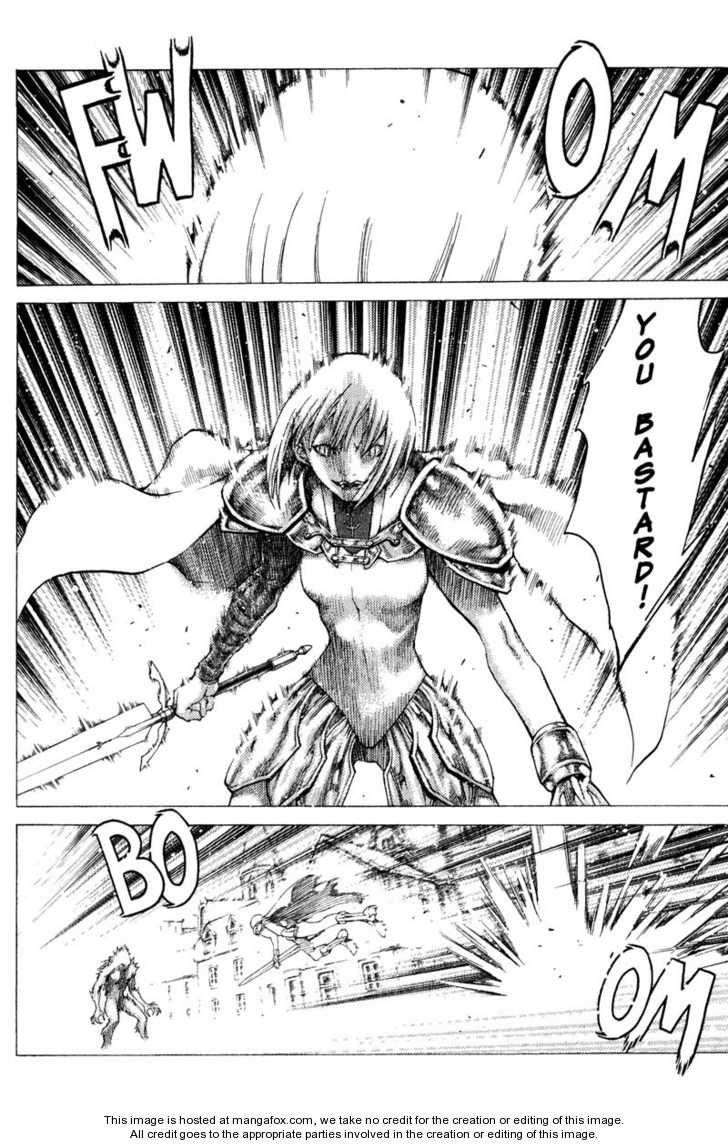 FWOM
YOU
BASTARD!
BO
OM
This image is hosted at mangafox.com, we take no credit for the creation or editing of this image.
All credit goes to the appropriate parties involved in the creation or editing of this image.